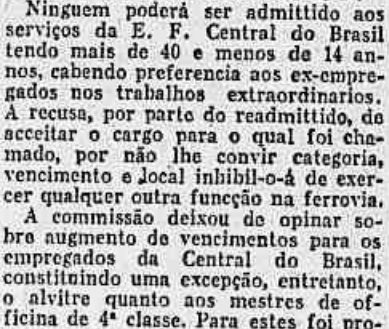 Ninguem poderá ser admittido aos
serviços da E. F. Central do Brasil
tendo mais de 40 e menos de 14 an-
nos, cabendo preferencia aos ex-empre-
gados nos trabalhos extraordinarios.
A recusa, por parte do readmittido, de
acceitar o cargo para o qual foi cha-
mado, por não lhe convir categoria,
vencimento e local inhibil-o-á de exer-
cer qualquer outra funcção na ferrovia.
A commissão deixou de opinar so-
bre augmento de vencimentos para os
empregados da Central do Brasil,
constituindo uma excepção, entretanto,
o alvitre quanto aos mestres de of-
ficina de 4ª classe. Para estes foi pro-